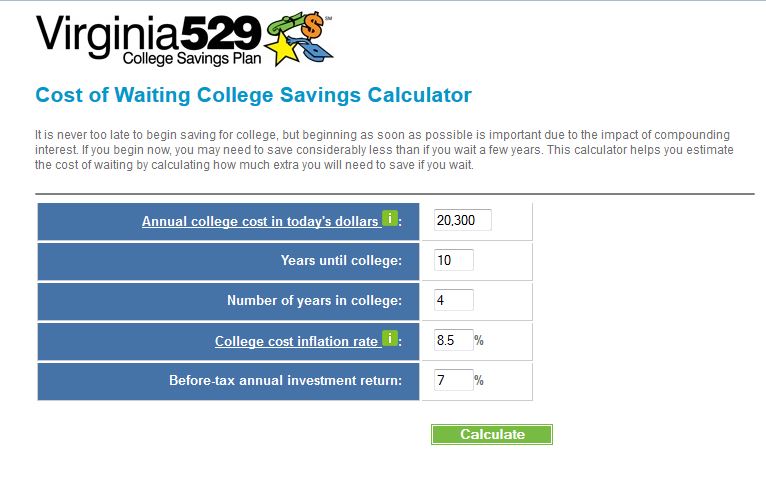 Virginia529
College Savings Plan
SM
Cost of Waiting College Savings Calculator
It is never too late to begin saving for college, but beginning as soon as possible is important due to the impact of compounding
interest. If you begin now, you may need to save considerably less than if you wait a few years. This calculator helps you estimate
the cost of waiting by calculating how much extra you will need to save if you wait.
Annual college cost in today's dollars i : 20,300
Years until college: 10
Number of years in college: 4
College cost inflation rate i : 8.5 %
Before-tax annual investment return: 7 %
Calculate